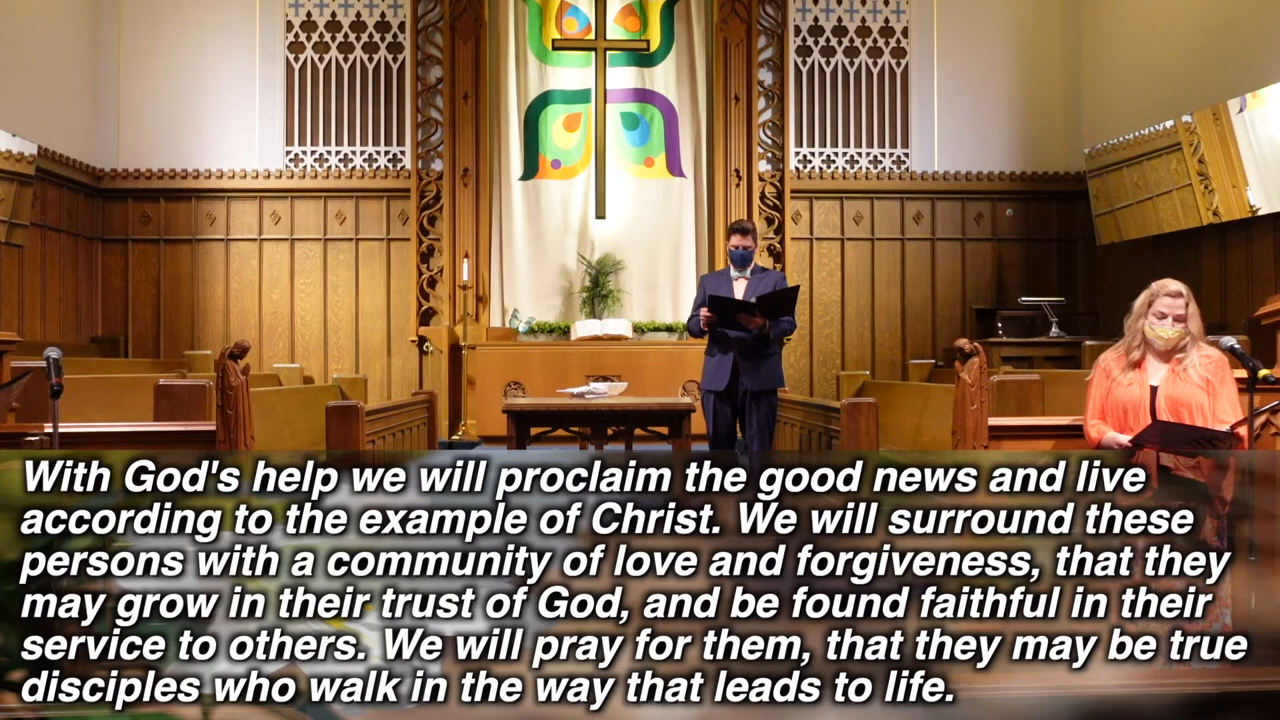 With God's help we will proclaim the good news and live
according to the example of Christ. We will surround these
persons with a community of love and forgiveness, that they
may grow in their trust of God, and be found faithful in their
service to others. We will pray for them, that they may be true
disciples who walk in the way that leads to life.